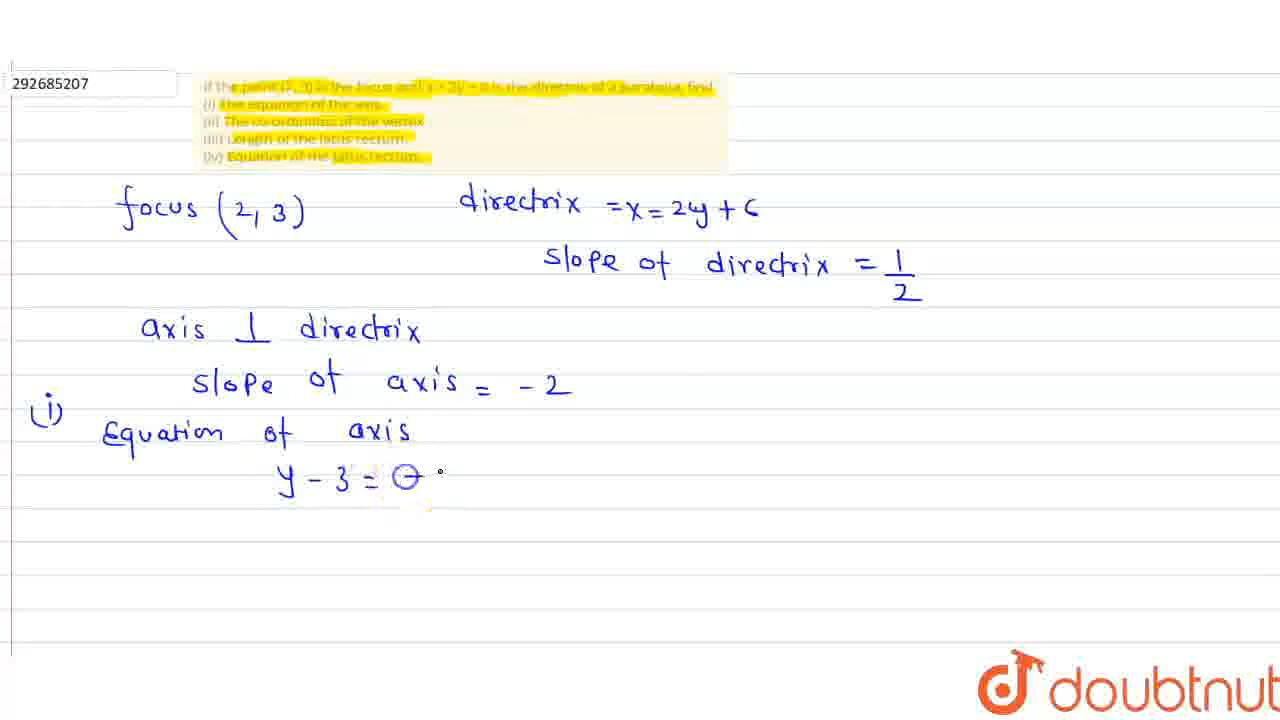 292685207
If the point (2, 3) is the focus and x = 2y + 6 is the directrix of a parabola, find
(i) The equation of the axis.
(ii) The co-ordinates of the vertex
(iii) Length of the latus rectum.
(iv) Equation of the latus rectum.
focus (2, 3) directrix = x = 2y + 6
slope of directrix = 1/2
axis ⊥ directrix
slope of axis = -2
(i)
Equation of axis
y - 3 = -
doubtnut